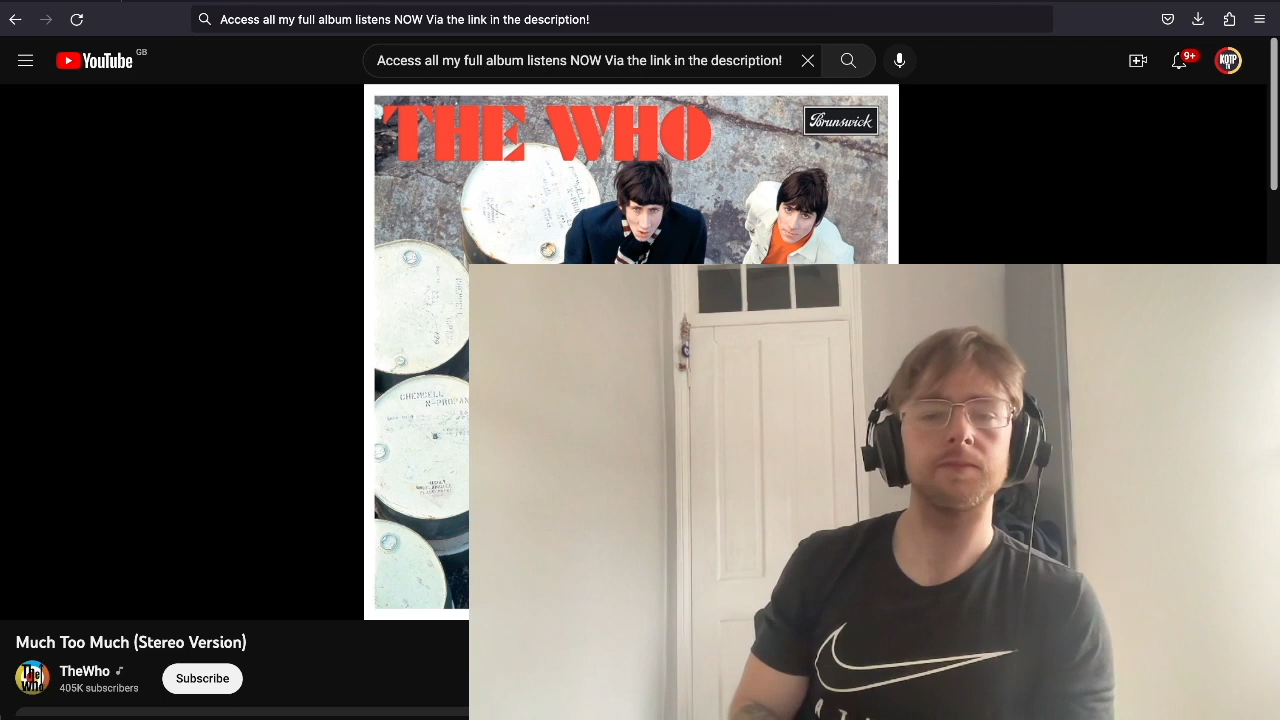 Access all my full album listens NOW Via the link in the description!
YouTube GB
Access all my full album listens NOW Via the link in the description!
9+
KOTP
TV
THE WHO
Brunswick
CHEMCELL
Much Too Much (Stereo Version)
TheWho
405K subscribers
Subscribe